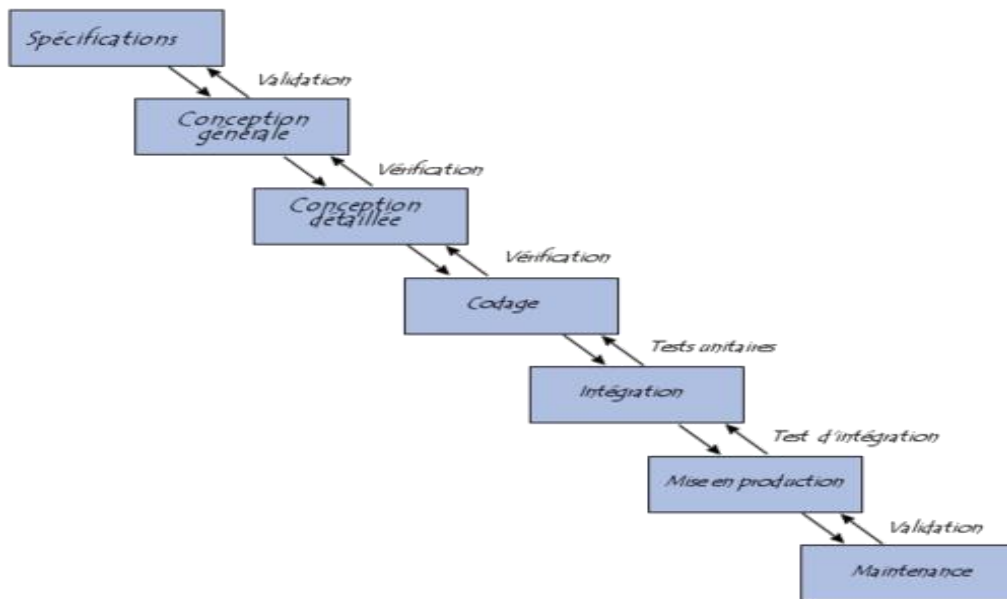 Spécifications
Validation
Conception
générale
Vérification
Conception
détaillée
Vérification
Codage
Tests unitaires
Intégration
Test d'intégration
Mise en production
Validation
Maintenance